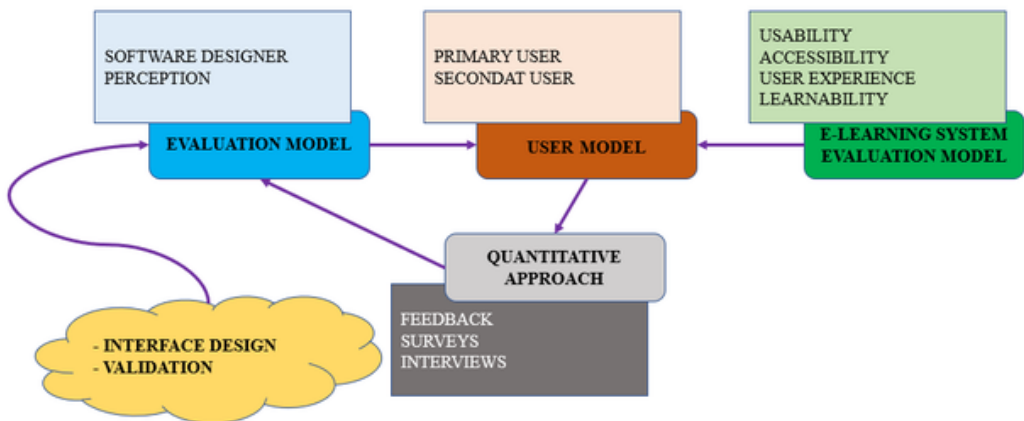 SOFTWARE DESIGNER
PERCEPTION
EVALUATION MODEL
PRIMARY USER
SECONDAT USER
USER MODEL
USABILITY
ACCESSIBILITY
USER EXPERIENCE
LEARNABILITY
E-LEARNING SYSTEM
EVALUATION MODEL
QUANTITATIVE
APPROACH
FEEDBACK
SURVEYS
INTERVIEWS
- INTERFACE DESIGN
- VALIDATION